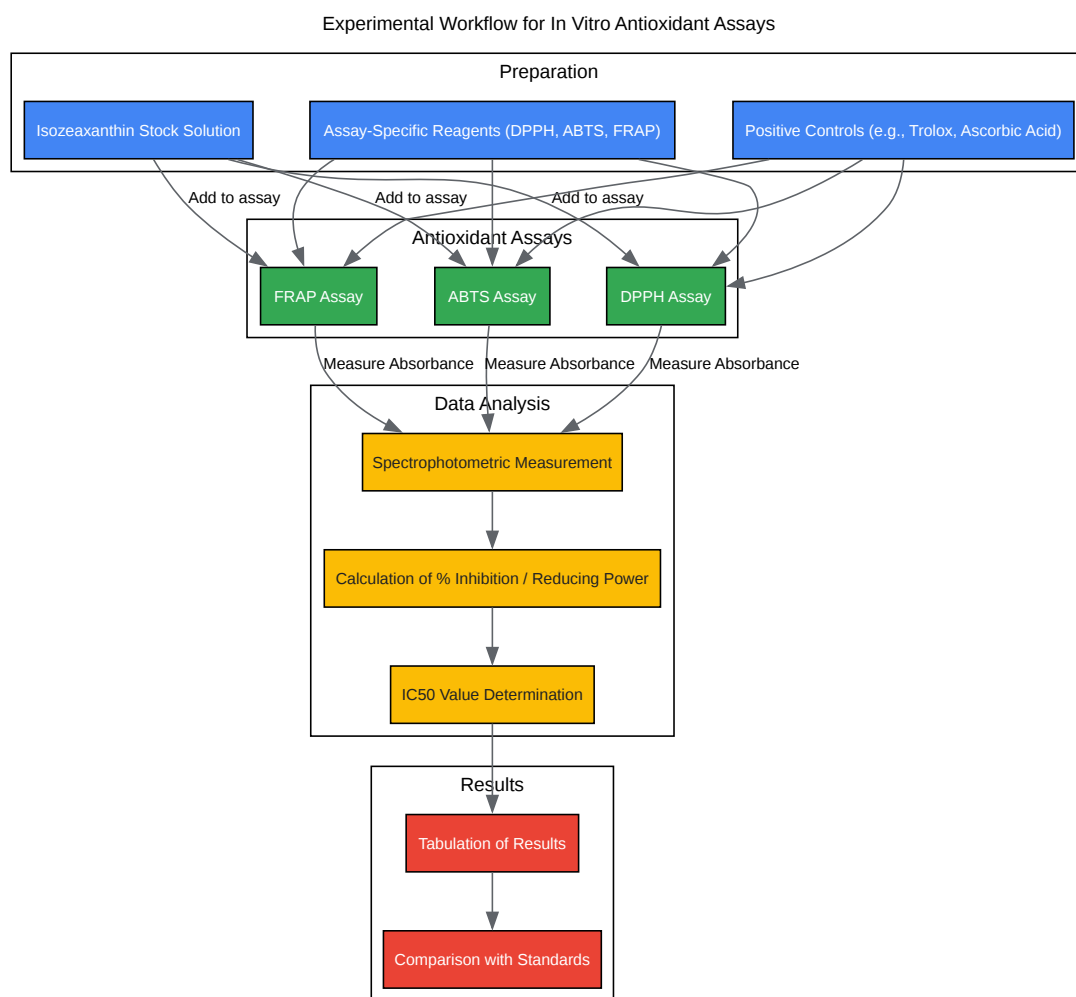 Experimental Workflow for In Vitro Antioxidant Assays
Preparation
Isozeaxanthin Stock Solution
Assay-Specific Reagents (DPPH, ABTS, FRAP)
Positive Controls (e.g., Trolox, Ascorbic Acid)
Add to assay
Add to assay
Add to assay
Antioxidant Assays
FRAP Assay
ABTS Assay
DPPH Assay
Measure Absorbance
Measure Absorbance
Measure Absorbance
Data Analysis
Spectrophotometric Measurement
Calculation of % Inhibition / Reducing Power
IC50 Value Determination
Results
Tabulation of Results
Comparison with Standards